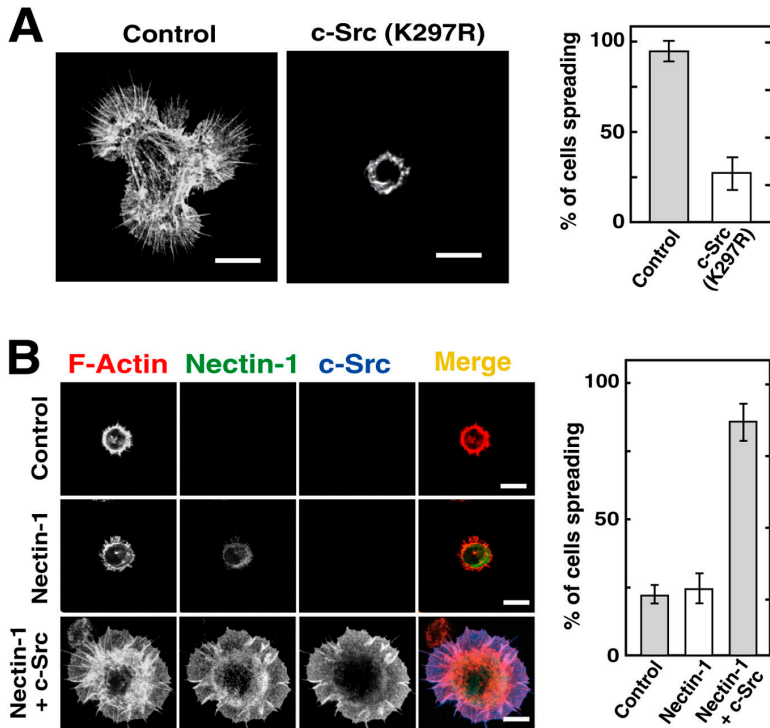 A
Control
c-Src (K297R)
% of cells spreading
100
50
0
Control
c-Src
(K297R)
B
F-Actin
Nectin-1
c-Src
Merge
Control
Nectin-1
Nectin-1
+ c-Src
% of cells spreading
100
50
0
Control
Nectin-1
Nectin-1
+ c-Src